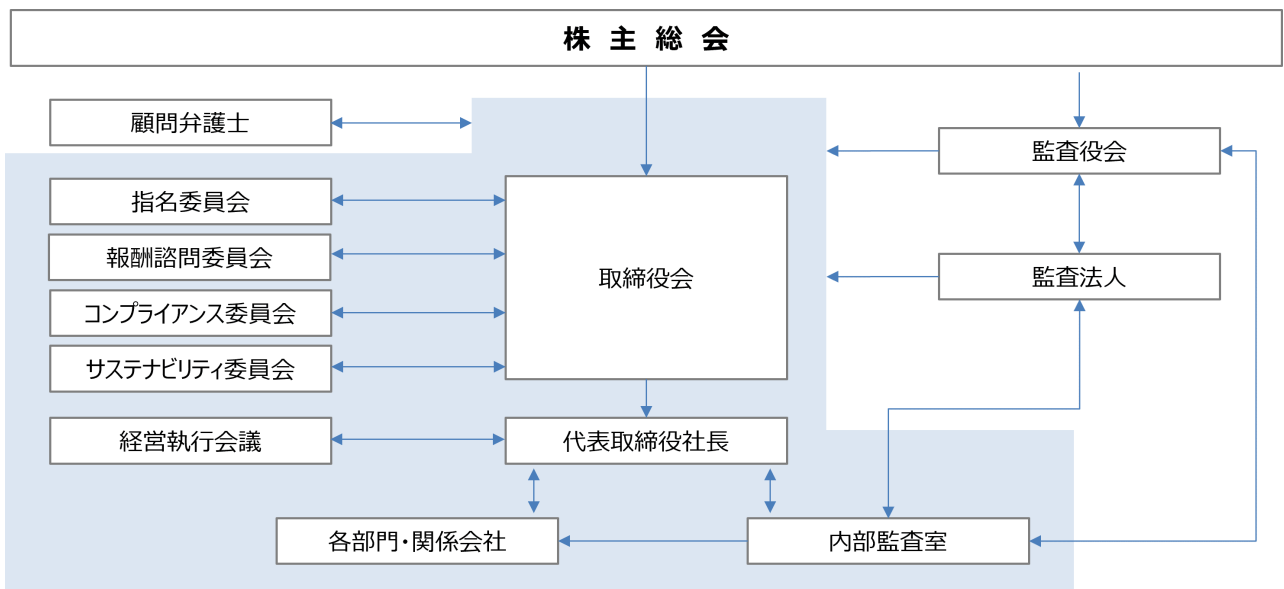 株 主 総 会
顧問弁護士
監査役会
指名委員会
報酬諮問委員会
取締役会
監査法人
コンプライアンス委員会
サステナビリティ委員会
経営執行会議
代表取締役社長
各部門・関係会社
内部監査室